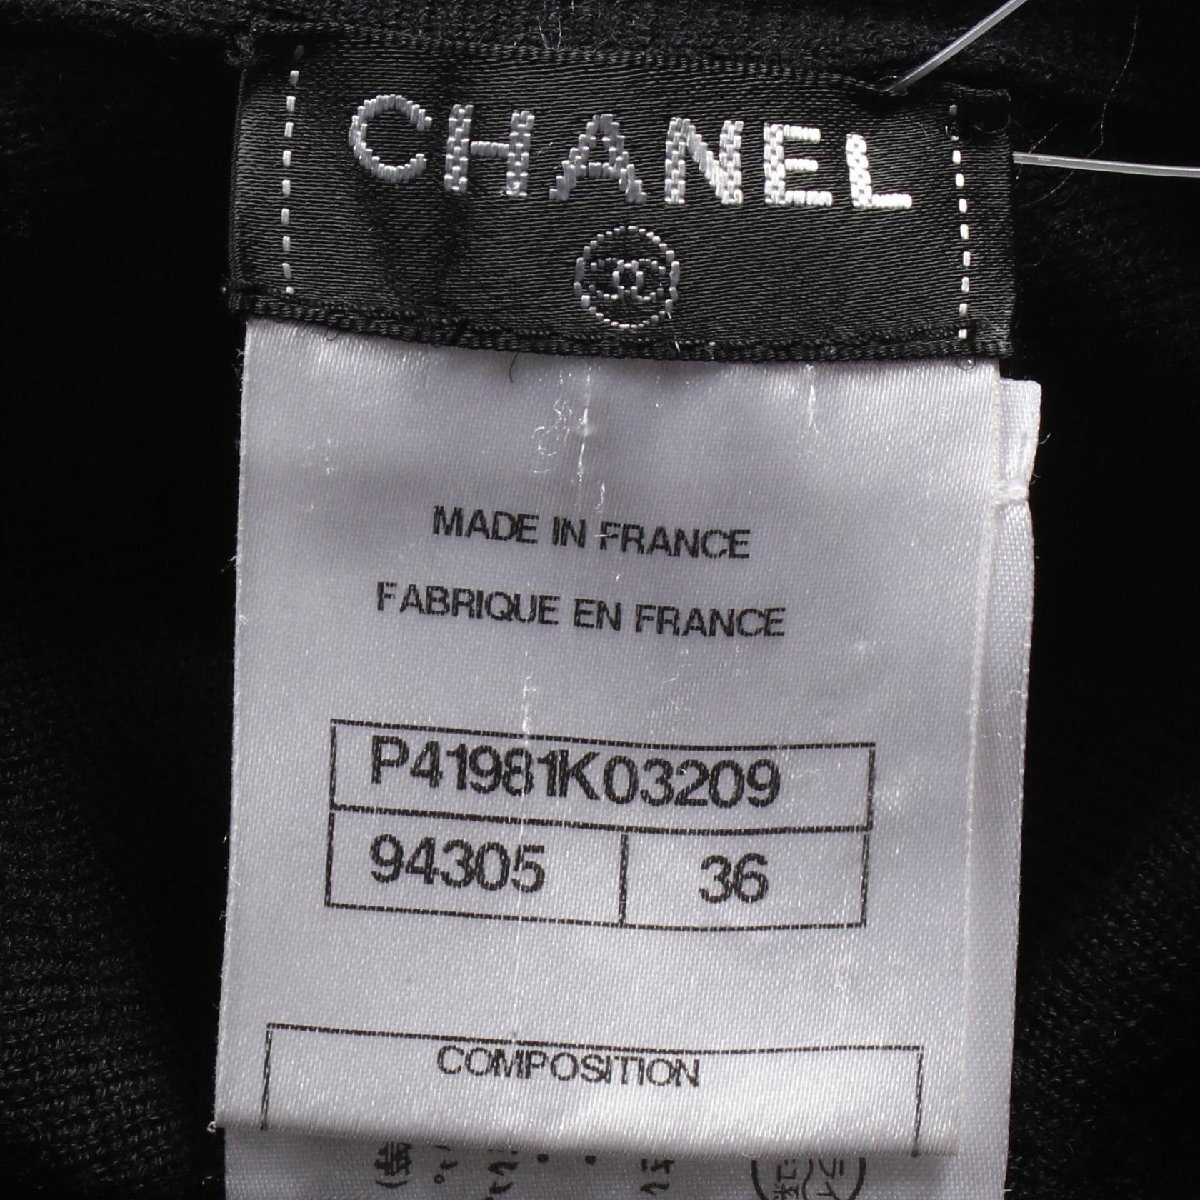 CHANEL
MADE IN FRANCE
FABRIQUE EN FRANCE
P41981K03209
94305 36
COMPOSITION